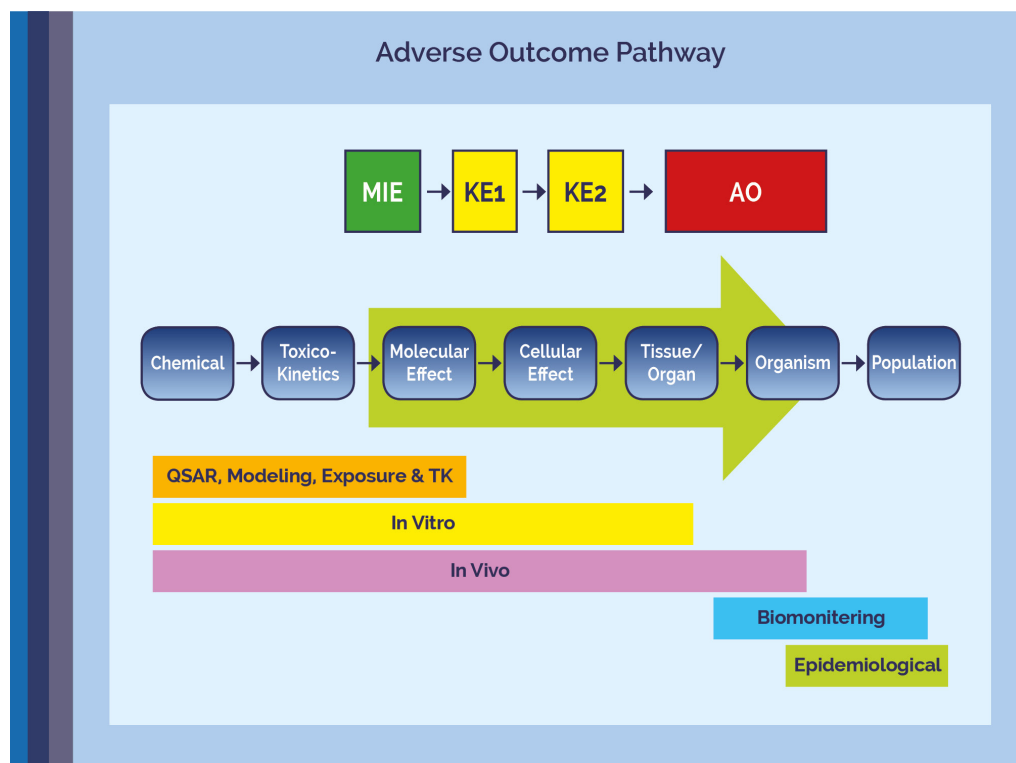 Adverse Outcome Pathway
MIE
KE1
KE2
AO
Chemical
Toxico-
Kinetics
Molecular
Effect
Cellular
Effect
Tissue/
Organ
Organism
Population
QSAR, Modeling, Exposure & TK
In Vitro
In Vivo
Biomonitering
Epidemiological